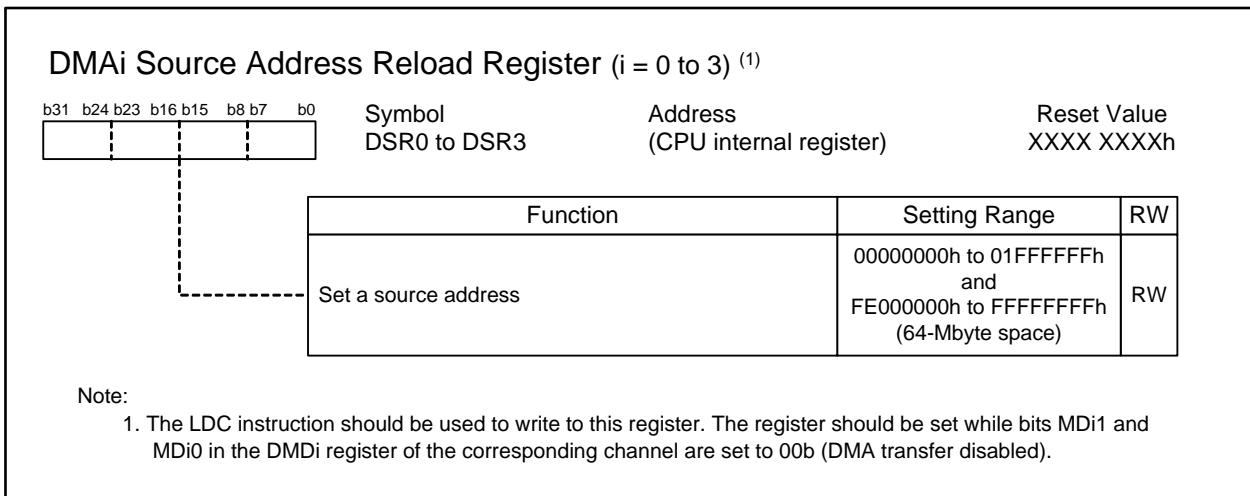 DMAi Source Address Reload Register (i = 0 to 3) (1)
b31 b24 b23 b16 b15 b8 b7 b0
Symbol Address Reset Value
DSR0 to DSR3 (CPU internal register) XXXX XXXXh
Function Setting Range RW
Set a source address
00000000h to 01FFFFFFh
and
FE000000h to FFFFFFFFh
(64-Mbyte space)
RW
Note:
1. The LDC instruction should be used to write to this register. The register should be set while bits MDi1 and
MDi0 in the DMDi register of the corresponding channel are set to 00b (DMA transfer disabled).